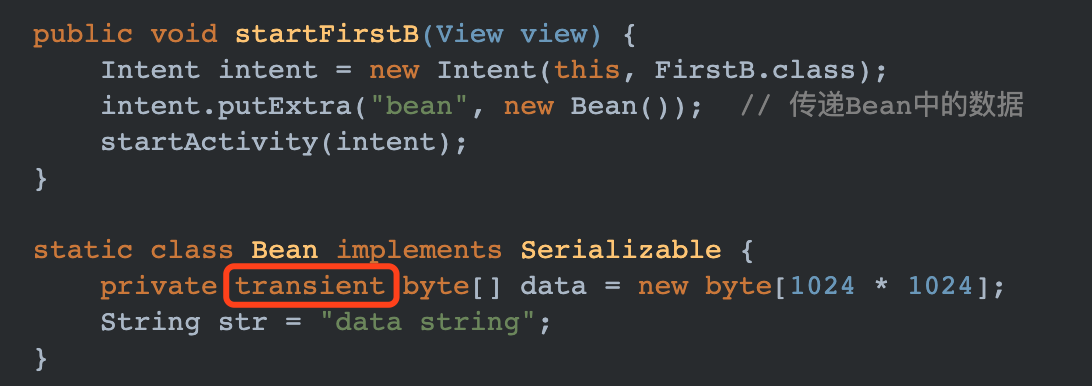 public void startFirstB(View view) {
    Intent intent = new Intent(this, FirstB.class);
    intent.putExtra("bean", new Bean());  // 传递Bean中的数据
    startActivity(intent);
}

static class Bean implements Serializable {
    private transient byte[] data = new byte[1024 * 1024];
    String str = "data string";
}